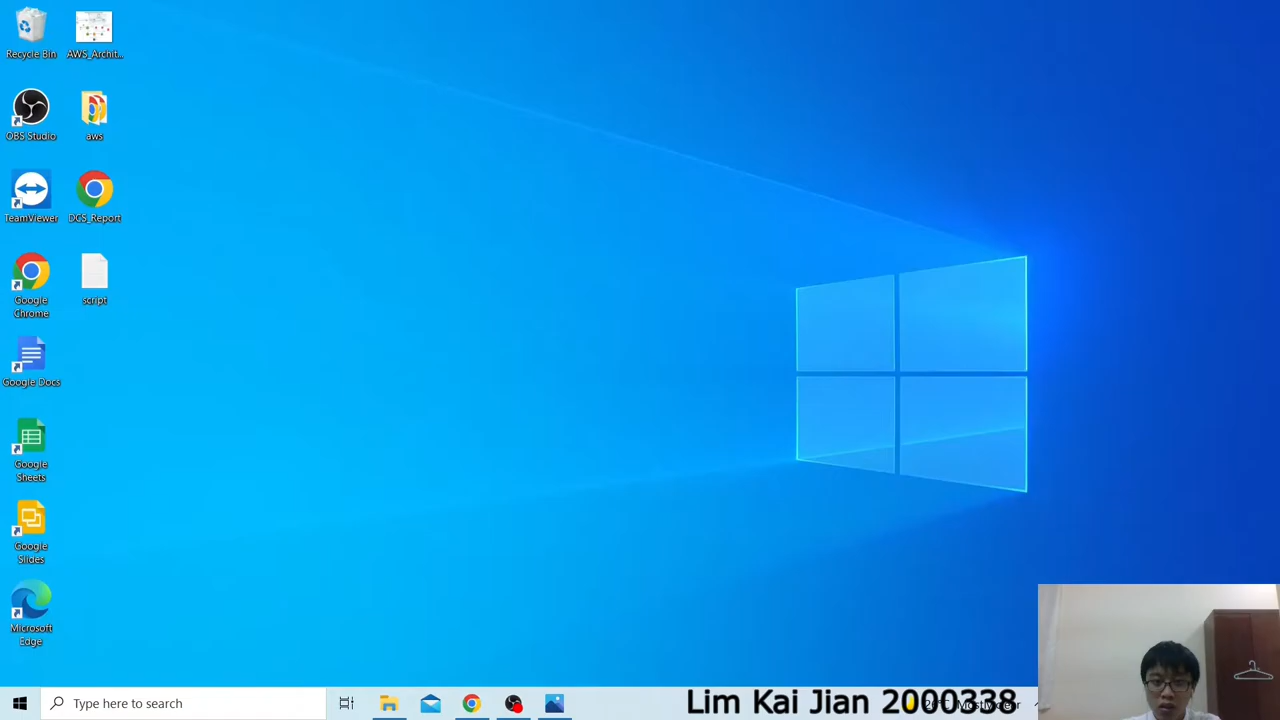 Recycle Bin
AWS_Archit...
OBS Studio
aws
TeamViewer
DCS_Report
Google
Chrome
script
Google Docs
Google
Sheets
Google
Slides
Microsoft
Edge
Type here to search
Lim Kai Jian 2000338